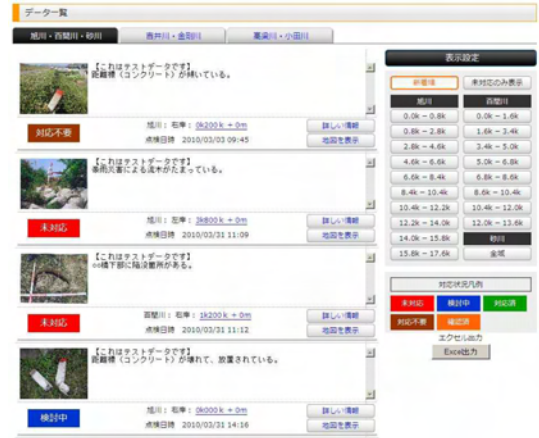 データ一覧
旭川・百間川・砂川
吉井川・金剛川
高梁川・小田川
【これはテストデータです】
距離標（コンクリート）が傾いている。
対応不要
旭川： 右岸： 0k200k + 0m
点検日時 2010/03/03 09:45
詳しい情報
地図を表示
【これはテストデータです】
豪雨災害による流木がたまっている。
未対応
旭川： 左岸： 3k800k + 0m
点検日時 2010/03/31 11:09
詳しい情報
地図を表示
【これはテストデータです】
○○橋下部に陥没箇所がある。
未対応
百間川： 右岸： 1k200k + 0m
点検日時 2010/03/31 11:12
詳しい情報
地図を表示
【これはテストデータです】
距離標（コンクリート）が壊れて、放置されている。
検討中
旭川： 右岸： 0k000k + 0m
点検日時 2010/03/31 14:16
詳しい情報
地図を表示
表示設定
新着順
未対応のみ表示
旭川
百間川
0.0k - 0.8k
0.0k - 1.6k
0.8k - 2.8k
1.6k - 3.4k
2.8k - 4.6k
3.4k - 5.0k
4.6k - 6.6k
5.0k - 6.8k
6.6k - 8.4k
6.8k - 8.6k
8.4k - 10.4k
8.6k - 10.4k
10.4k - 12.2k
10.4k - 12.0k
12.2k - 14.0k
12.0k - 13.6k
14.0k - 15.8k
砂川
15.8k - 17.6k
全域
対応状況凡例
未対応
検討中
対応済
対応不要
確認済
エクセル出力
Excel出力